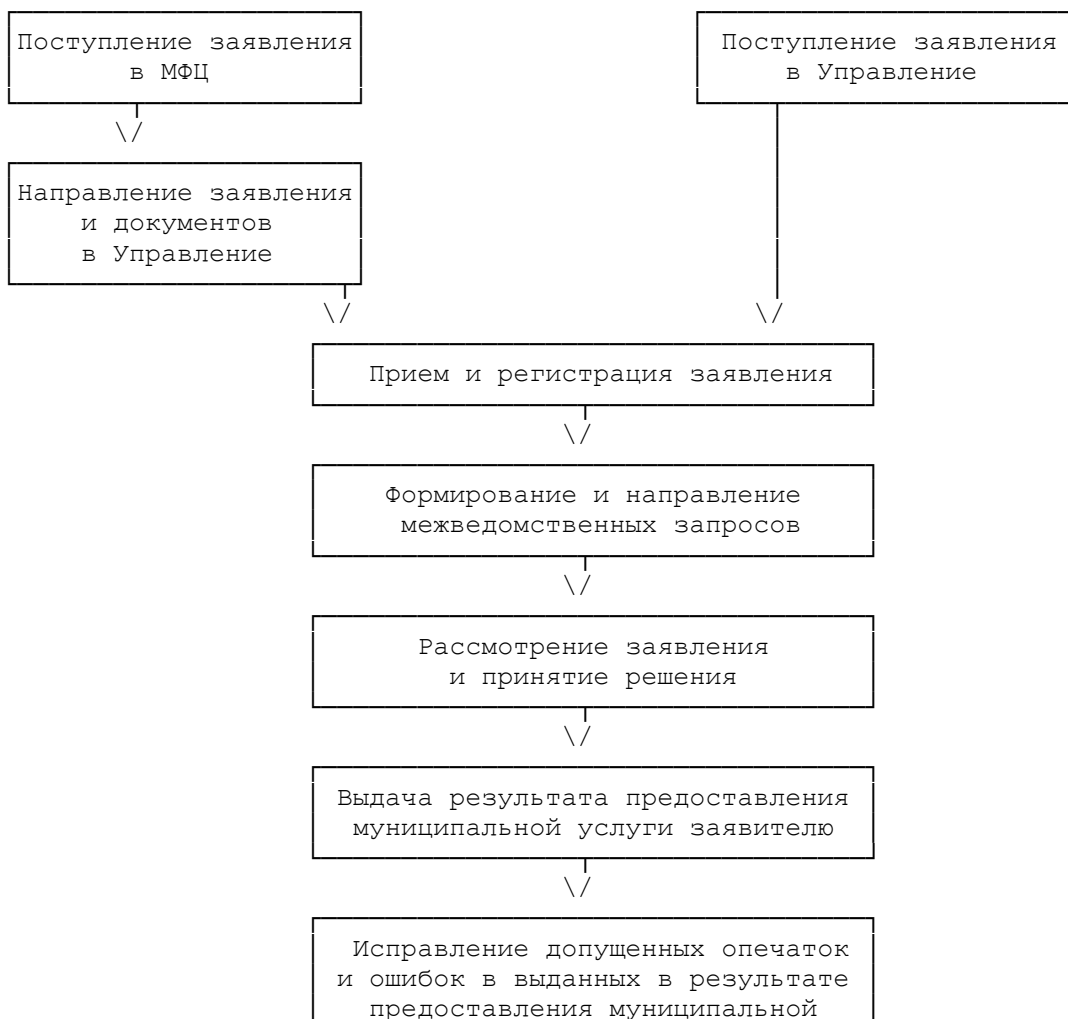 Поступление заявления
в МФЦ
Поступление заявления
в Управление
Направление заявления
и документов
в Управление
Прием и регистрация заявления
Формирование и направление
межведомственных запросов
Рассмотрение заявления
и принятие решения
Выдача результата предоставления
муниципальной услуги заявителю
Исправление допущенных опечаток
и ошибок в выданных в результате
предоставления муниципальной